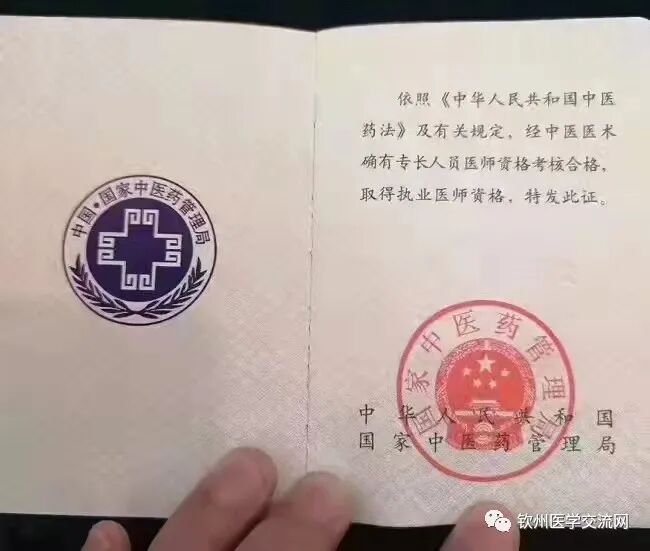 中国·国家中医药管理局
依照《中华人民共和国中医
药法》及有关规定，经中医医术
确有专长人员医师资格考核合格，
取得执业医师资格，特发此证。
国家中医药管理局
中华人民共和国
国家中医药管理局
钦州医学交流网